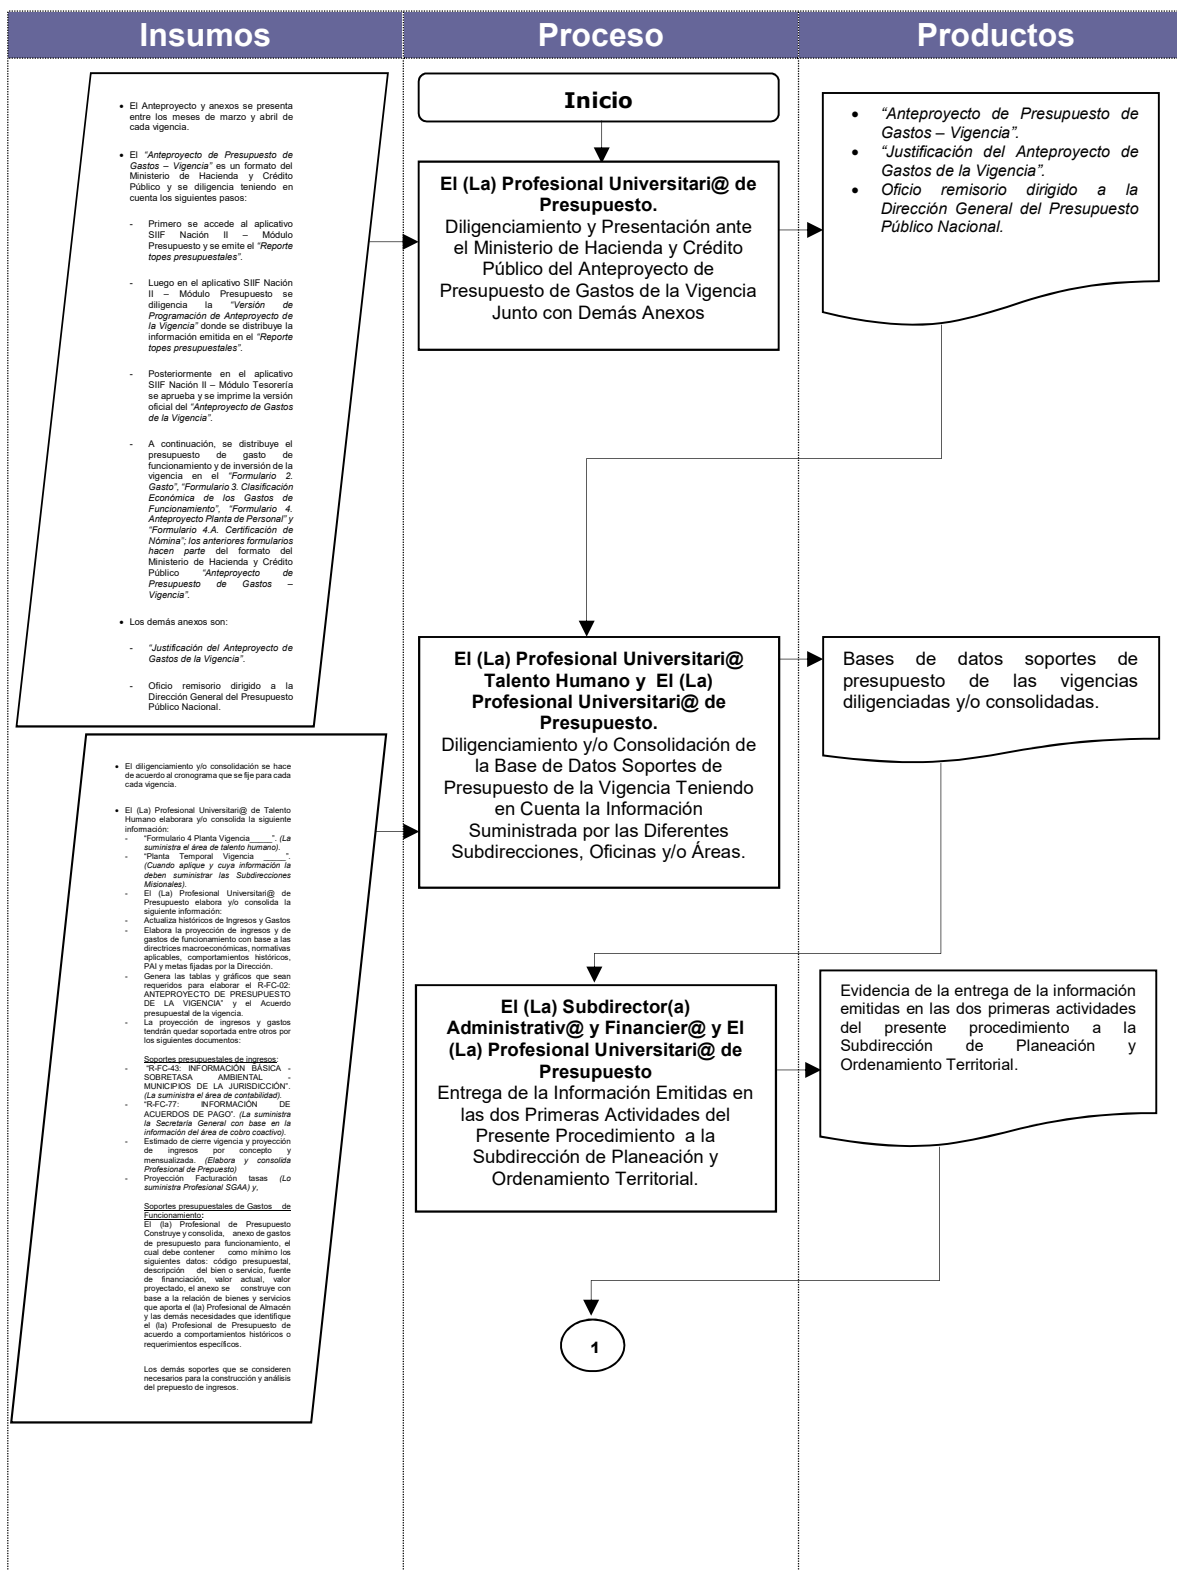 Insumos
Proceso
Productos
• El Anteproyecto y anexos se presenta
entre los meses de marzo y abril de
cada vigencia.
• El “Anteproyecto de Presupuesto de
Gastos – Vigencia” es un formato del
Ministerio de Hacienda y Crédito
Público y se diligencia teniendo en
cuenta los siguientes pasos:
- Primero se accede al aplicativo
SIIF Nación II – Módulo
Presupuesto y se emite el “Reporte
topes presupuestales”.
- Luego en el aplicativo SIIF Nación
II – Módulo Presupuesto se
diligencia la “Versión de
Programación de Anteproyecto de
la Vigencia” donde se distribuye la
información emitida en el “Reporte
topes presupuestales”.
- Posteriormente en el aplicativo
SIIF Nación II – Módulo Tesorería
se aprueba y se imprime la versión
oficial del “Anteproyecto de Gastos
de la Vigencia”.
- A continuación, se distribuye el
presupuesto de gasto de
funcionamiento y de inversión de la
vigencia en el “Formulario 2.
Gasto”, “Formulario 3. Clasificación
Económica de los Gastos de
Funcionamiento”, “Formulario 4.
Anteproyecto Planta de Personal” y
“Formulario 4.A. Certificación de
Nómina”; los anteriores formularios
hacen parte del formato del
Ministerio de Hacienda y Crédito
Público “Anteproyecto de
Presupuesto de Gastos –
Vigencia”.
• Los demás anexos son:
- “Justificación del Anteproyecto de
Gastos de la Vigencia”.
- Oficio remisorio dirigido a la
Dirección General del Presupuesto
Público Nacional.
Inicio
El (La) Profesional Universitari@ de
Presupuesto.
Diligenciamiento y Presentación ante
el Ministerio de Hacienda y Crédito
Público del Anteproyecto de
Presupuesto de Gastos de la Vigencia
Junto con Demás Anexos
• “Anteproyecto de Presupuesto de
Gastos – Vigencia”.
• “Justificación del Anteproyecto de
Gastos de la Vigencia”.
• Oficio remisorio dirigido a la
Dirección General del Presupuesto
Público Nacional.
• El diligenciamiento y/o consolidación se hace
de acuerdo al cronograma que se fije para cada
cada vigencia.
• El (La) Profesional Universitari@ de Talento
Humano elaborara y/o consolida la siguiente
información:
- “Formulario 4 Planta Vigencia_____”. (La
suministra el área de talento humano).
- “Planta Temporal Vigencia _____”.
(Cuando aplique y cuya información la
deben suministrar las Subdirecciones
Misionales).
- El (La) Profesional Universitari@ de
Presupuesto elabora y/o consolida la
siguiente información:
- Actualiza históricos de Ingresos y Gastos
- Elabora la proyección de ingresos y de
gastos de funcionamiento con base a las
directrices macroeconómicas, normativas
aplicables, comportamientos históricos,
PAI y metas fijadas por la Dirección.
- Genera las tablas y gráficos que sean
requeridos para elaborar el R-FC-02:
ANTEPROYECTO DE PRESUPUESTO
DE LA VIGENCIA” y el Acuerdo
presupuestal de la vigencia.
- La proyección de ingresos y gastos
tendrán quedar soportada entre otros por
los siguientes documentos:
Soportes presupuestales de ingresos:
- “R-FC-43: INFORMACIÓN BÁSICA -
SOBRETASA AMBIENTAL -
MUNICIPIOS DE LA JURISDICCIÓN”.
(La suministra el área de contabilidad).
- “R-FC-77: INFORMACIÓN DE
ACUERDOS DE PAGO”. (La suministra
la Secretaría General con base en la
información del área de cobro coactivo).
- Estimado de cierre vigencia y proyección
de ingresos por concepto y
mensualizada. (Elabora y consolida
Profesional de Prepuesto)
- Proyección Facturación tasas (Lo
suministra Profesional SGAA) y,
Soportes presupuestales de Gastos de
Funcionamiento:
El (la) Profesional de Presupuesto
Construye y consolida, anexo de gastos
de presupuesto para funcionamiento, el
cual debe contener como mínimo los
siguientes datos: código presupuestal,
descripción del bien o servicio, fuente
de financiación, valor actual, valor
proyectado, el anexo se construye con
base a la relación de bienes y servicios
que aporta el (la) Profesional de Almacén
y las demás necesidades que identifique
el (la) Profesional de Presupuesto de
acuerdo a comportamientos históricos o
requerimientos específicos.
Los demás soportes que se consideren
necesarios para la construcción y análisis
del prepuesto de ingresos.
El (La) Profesional Universitari@
Talento Humano y El (La)
Profesional Universitari@ de
Presupuesto.
Diligenciamiento y/o Consolidación de
la Base de Datos Soportes de
Presupuesto de la Vigencia Teniendo
en Cuenta la Información
Suministrada por las Diferentes
Subdirecciones, Oficinas y/o Áreas.
Bases de datos soportes de
presupuesto de las vigencias
diligenciadas y/o consolidadas.
El (La) Subdirector(a)
Administrativ@ y Financier@ y El
(La) Profesional Universitari@ de
Presupuesto
Entrega de la Información Emitidas en
las dos Primeras Actividades del
Presente Procedimiento a la
Subdirección de Planeación y
Ordenamiento Territorial.
Evidencia de la entrega de la información
emitidas en las dos primeras actividades
del presente procedimiento a la
Subdirección de Planeación y
Ordenamiento Territorial.
1